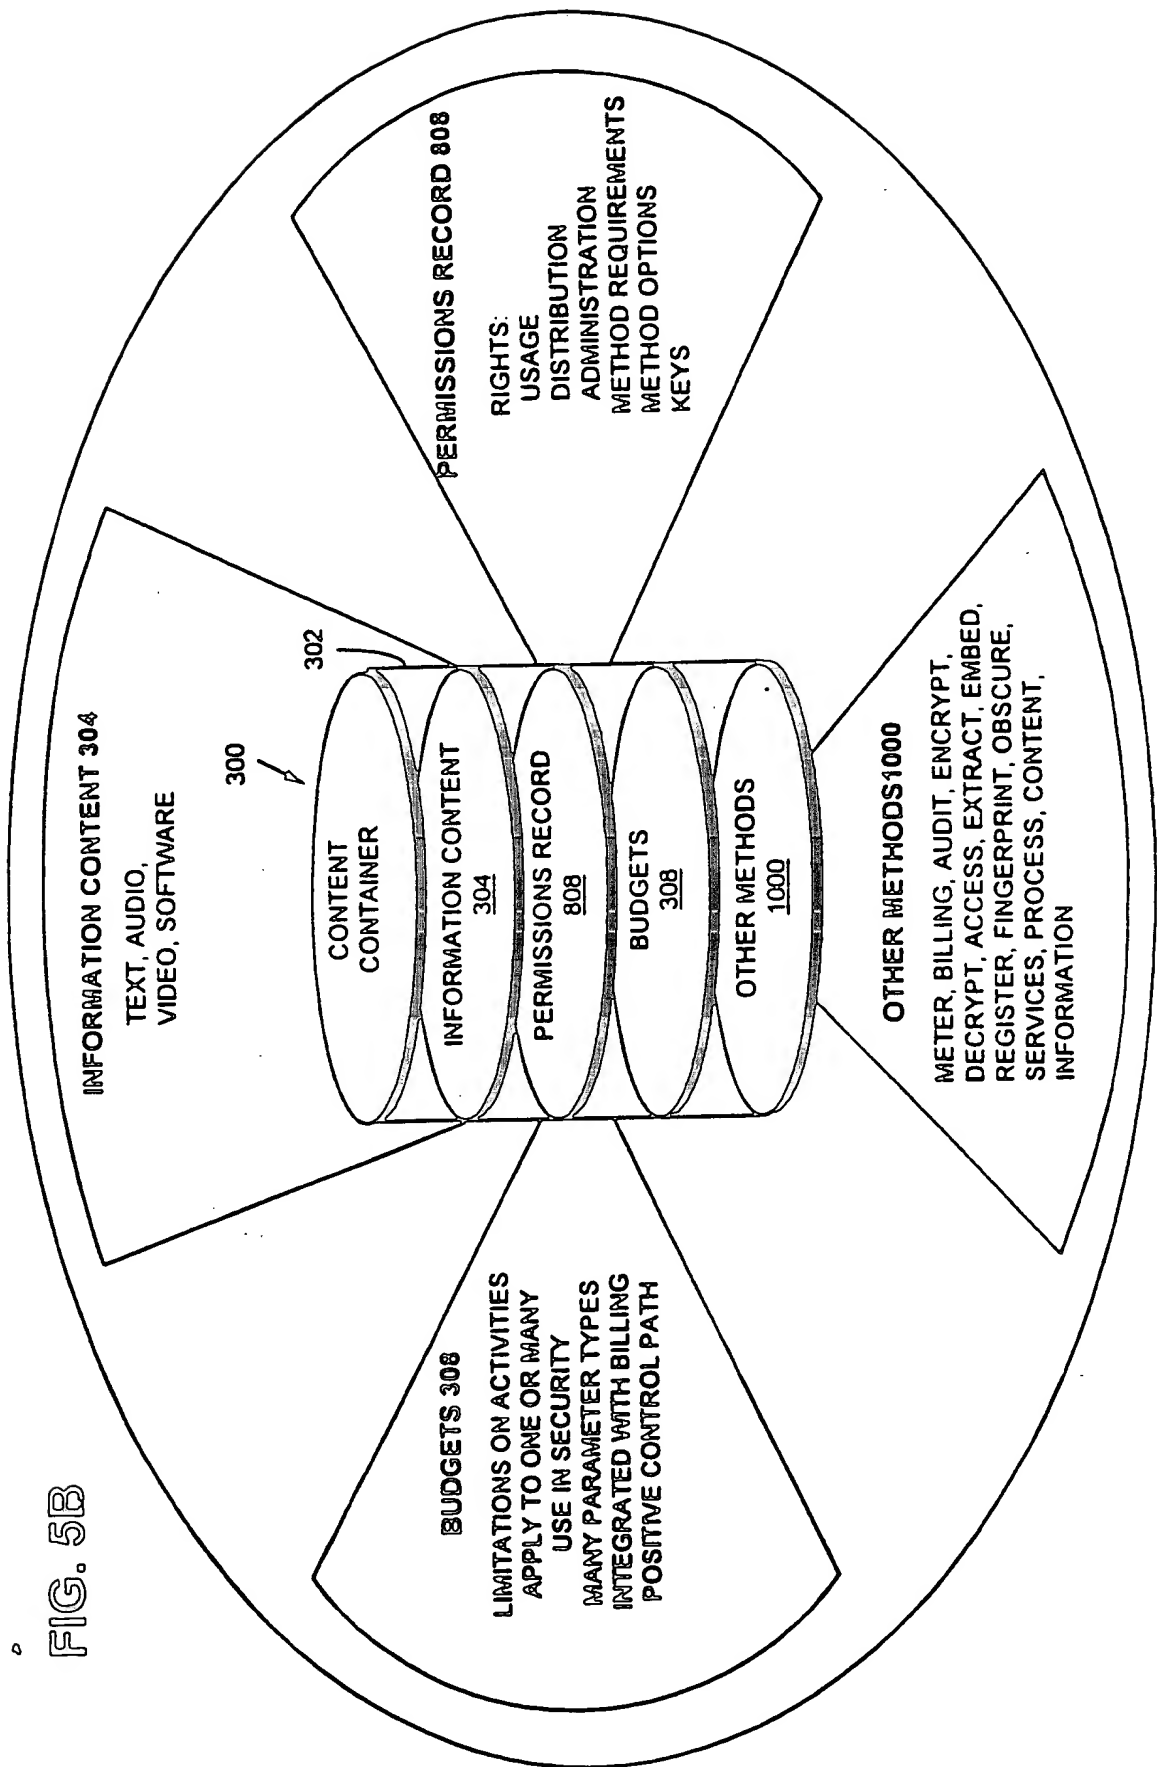 FIG. 5B
INFORMATION CONTENT 304
TEXT, AUDIO,
VIDEO, SOFTWARE
300
302
CONTENT
CONTAINER
INFORMATION CONTENT
304
PERMISSIONS RECORD
808
BUDGETS
308
OTHER METHODS
1000
BUDGETS 308
LIMITATIONS ON ACTIVITIES
APPLY TO ONE OR MANY
USE IN SECURITY
MANY PARAMETER TYPES
INTEGRATED WITH BILLING
POSITIVE CONTROL PATH
PERMISSIONS RECORD 808
RIGHTS:
USAGE
DISTRIBUTION
ADMINISTRATION
METHOD REQUIREMENTS
METHOD OPTIONS
KEYS
OTHER METHODS1000
METER, BILLING, AUDIT, ENCRYPT,
DECRYPT, ACCESS, EXTRACT, EMBED,
REGISTER, FINGERPRINT, OBSCURE,
SERVICES, PROCESS, CONTENT,
INFORMATION